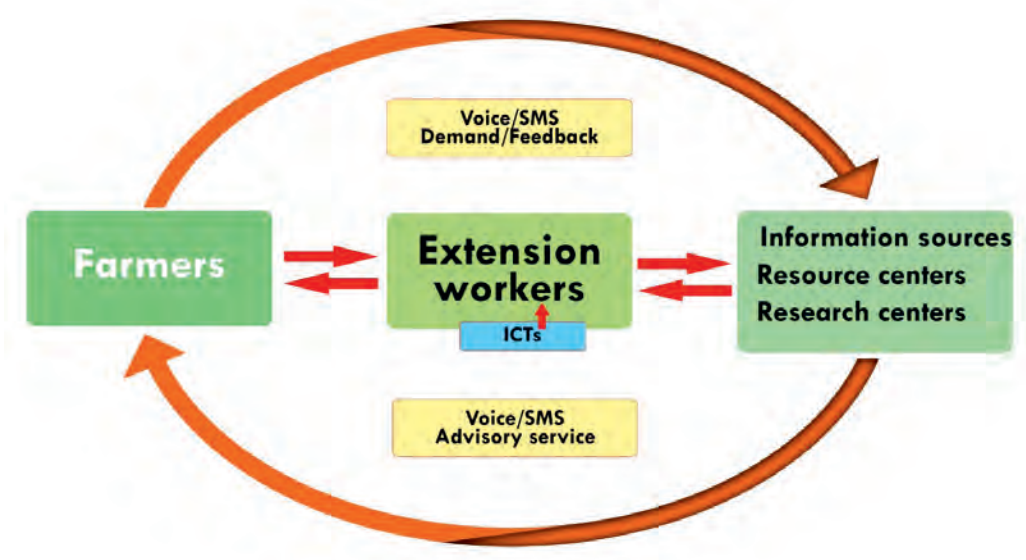 Voice/SMS
Demand/Feedback
Farmers
Extension
workers
ICTs
Information sources
Resource centers
Research centers
Voice/SMS
Advisory service